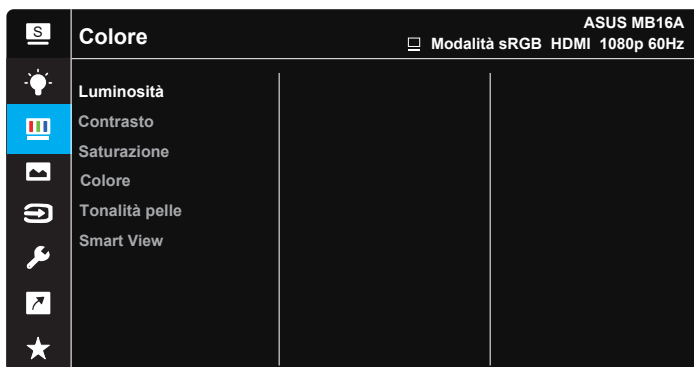 S
Colore
ASUS MB16A
Modalità sRGB HDMI 1080p 60Hz
Luminosità
Contrasto
Saturazione
Colore
Tonalità pelle
Smart View